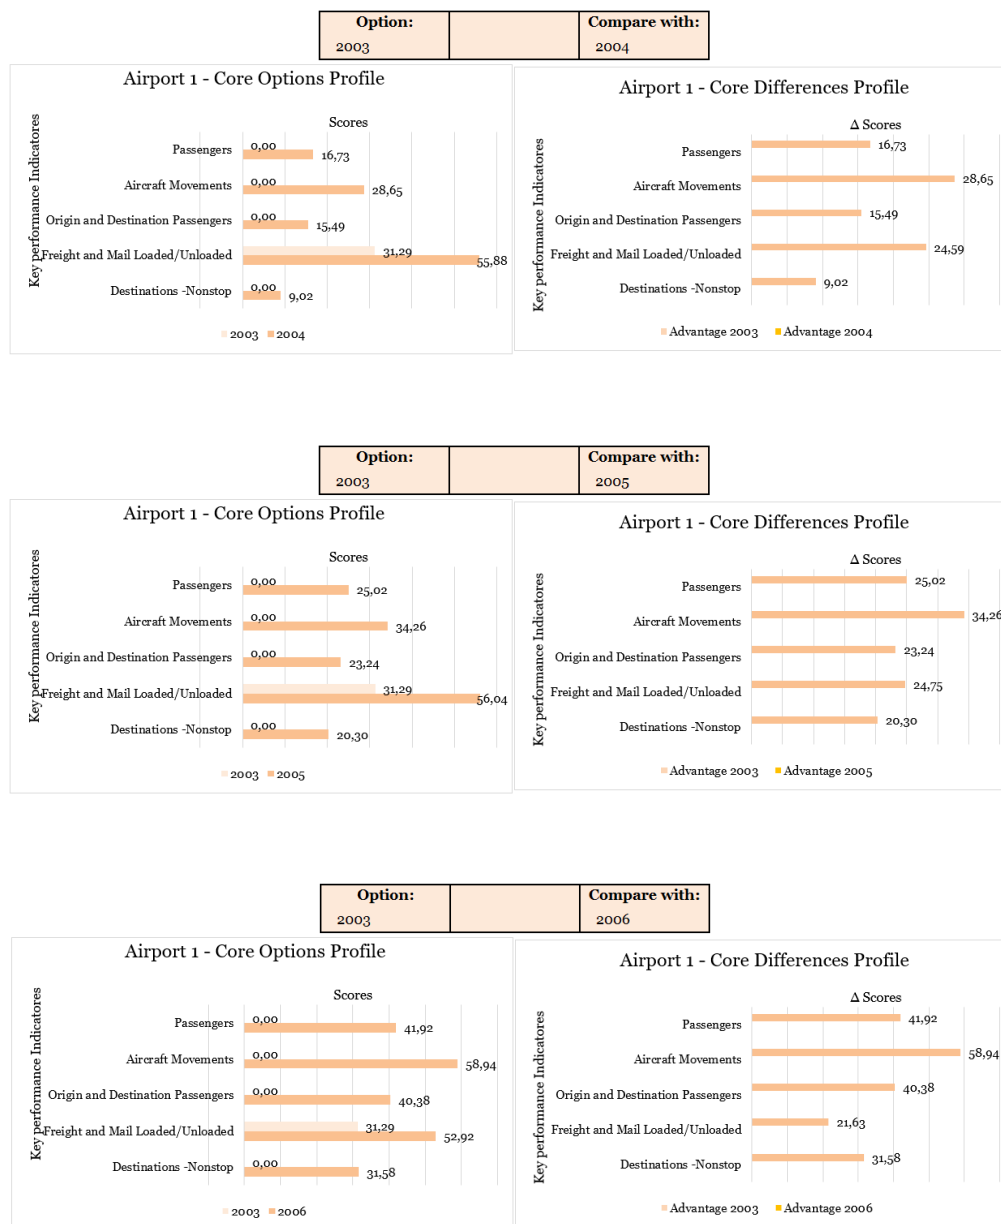 Option: Compare with:
2003 2004
Airport 1 - Core Options Profile
Key performance Indicatores
Scores
Passengers 0,00 16,73
Aircraft Movements 0,00 28,65
Origin and Destination Passengers 0,00 15,49
Freight and Mail Loaded/Unloaded 31,29 55,88
Destinations -Nonstop 0,00 9,02
2003 2004
Airport 1 - Core Differences Profile
Key performance Indicatores
Δ Scores
Passengers 16,73
Aircraft Movements 28,65
Origin and Destination Passengers 15,49
Freight and Mail Loaded/Unloaded 24,59
Destinations -Nonstop 9,02
Advantage 2003 Advantage 2004
Option: Compare with:
2003 2005
Airport 1 - Core Options Profile
Key performance Indicatores
Scores
Passengers 0,00 25,02
Aircraft Movements 0,00 34,26
Origin and Destination Passengers 0,00 23,24
Freight and Mail Loaded/Unloaded 31,29 56,04
Destinations -Nonstop 0,00 20,30
2003 2005
Airport 1 - Core Differences Profile
Key performance Indicatores
Δ Scores
Passengers 25,02
Aircraft Movements 34,26
Origin and Destination Passengers 23,24
Freight and Mail Loaded/Unloaded 24,75
Destinations -Nonstop 20,30
Advantage 2003 Advantage 2005
Option: Compare with:
2003 2006
Airport 1 - Core Options Profile
Key performance Indicatores
Scores
Passengers 0,00 41,92
Aircraft Movements 0,00 58,94
Origin and Destination Passengers 0,00 40,38
Freight and Mail Loaded/Unloaded 31,29 52,92
Destinations -Nonstop 0,00 31,58
2003 2006
Airport 1 - Core Differences Profile
Key performance Indicatores
Δ Scores
Passengers 41,92
Aircraft Movements 58,94
Origin and Destination Passengers 40,38
Freight and Mail Loaded/Unloaded 21,63
Destinations -Nonstop 31,58
Advantage 2003 Advantage 2006